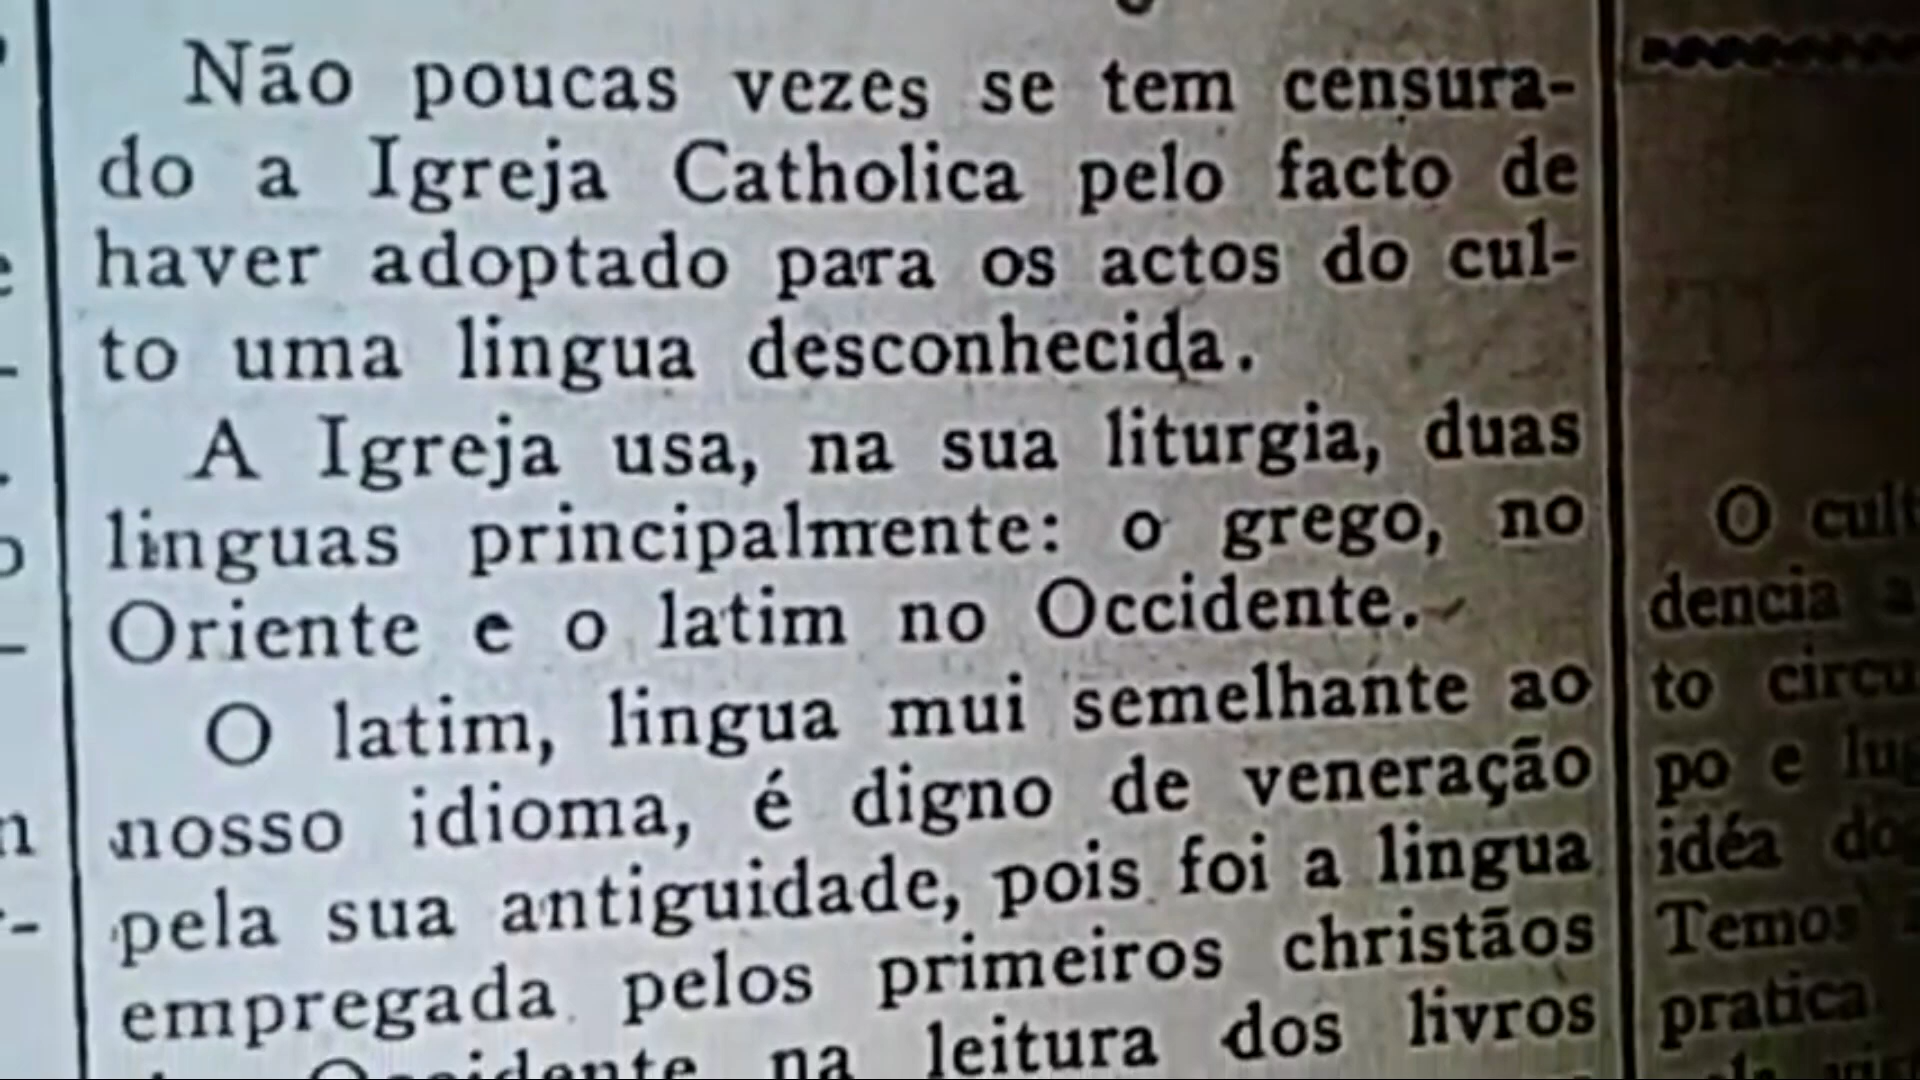 Não poucas vezes se tem censura-
do a Igreja Catholica pelo facto de
haver adoptado para os actos do cul-
to uma lingua desconhecida.
A Igreja usa, na sua liturgia, duas
linguas principalmente: o grego, no
Oriente e o latim no Occidente.
O latim, lingua mui semelhante ao
nosso idioma, é digno de veneração
pela sua antiguidade, pois foi a lingua
empregada pelos primeiros christãos
Occidente na leitura dos livros
O
dencia
to
po e
idéa
Temos
pratica